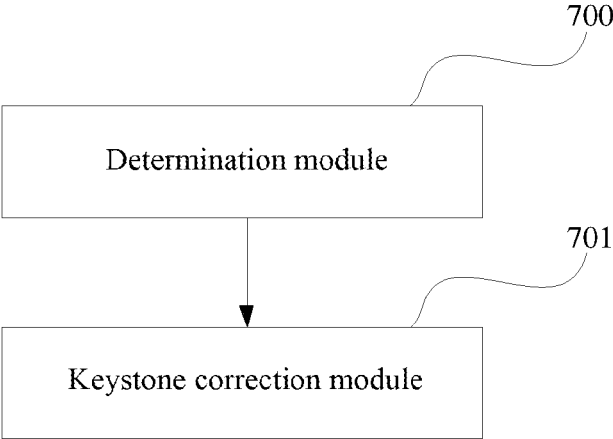 700
Determination module
701
Keystone correction module